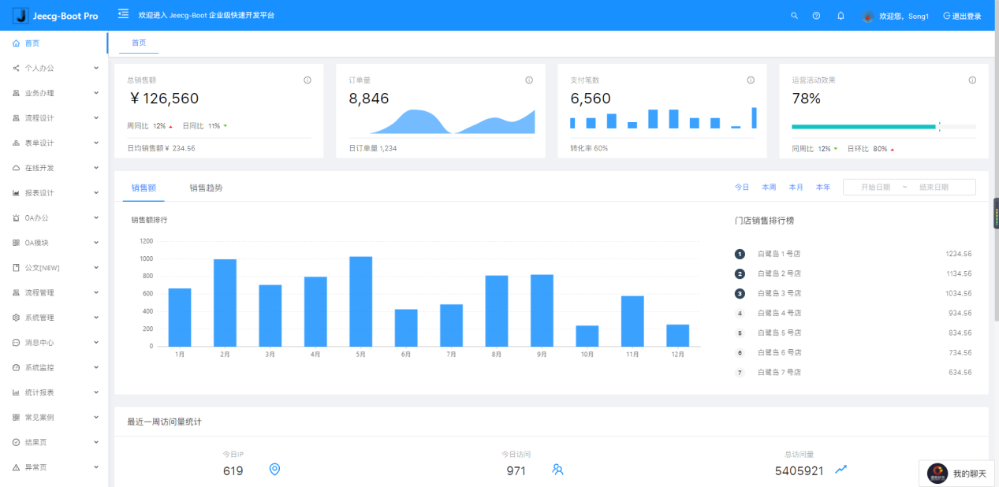 Jeecg-Boot Pro
欢迎进入 Jeecg-Boot 企业级快速开发平台
欢迎您，Song1
退出登录
首页
个人办公
业务办理
流程设计
表单设计
在线开发
报表设计
OA办公
OA模块
公文[NEW]
流程管理
系统管理
消息中心
系统监控
统计报表
常见案例
结果页
异常页
首页
总销售额
￥126,560
周同比 12% 日同比 11%
日均销售额￥ 234.56
订单量
8,846
日订单量 1,234
支付笔数
6,560
转化率 60%
运营活动效果
78%
同周比 12% 日环比 80%
销售额 销售趋势
今日 本周 本月 本年 开始日期 ~ 结束日期
销售额排行
1200
1000
800
600
400
200
0
1月 2月 3月 4月 5月 6月 7月 8月 9月 10月 11月 12月
门店销售排行榜
1 白鹭岛 1 号店 1234.56
2 白鹭岛 2 号店 1134.56
3 白鹭岛 3 号店 1034.56
4 白鹭岛 4 号店 934.56
5 白鹭岛 5 号店 834.56
6 白鹭岛 6 号店 734.56
7 白鹭岛 7 号店 634.56
最近一周访问量统计
今日IP
619
今日访问
971
总访问量
5405921
我的聊天